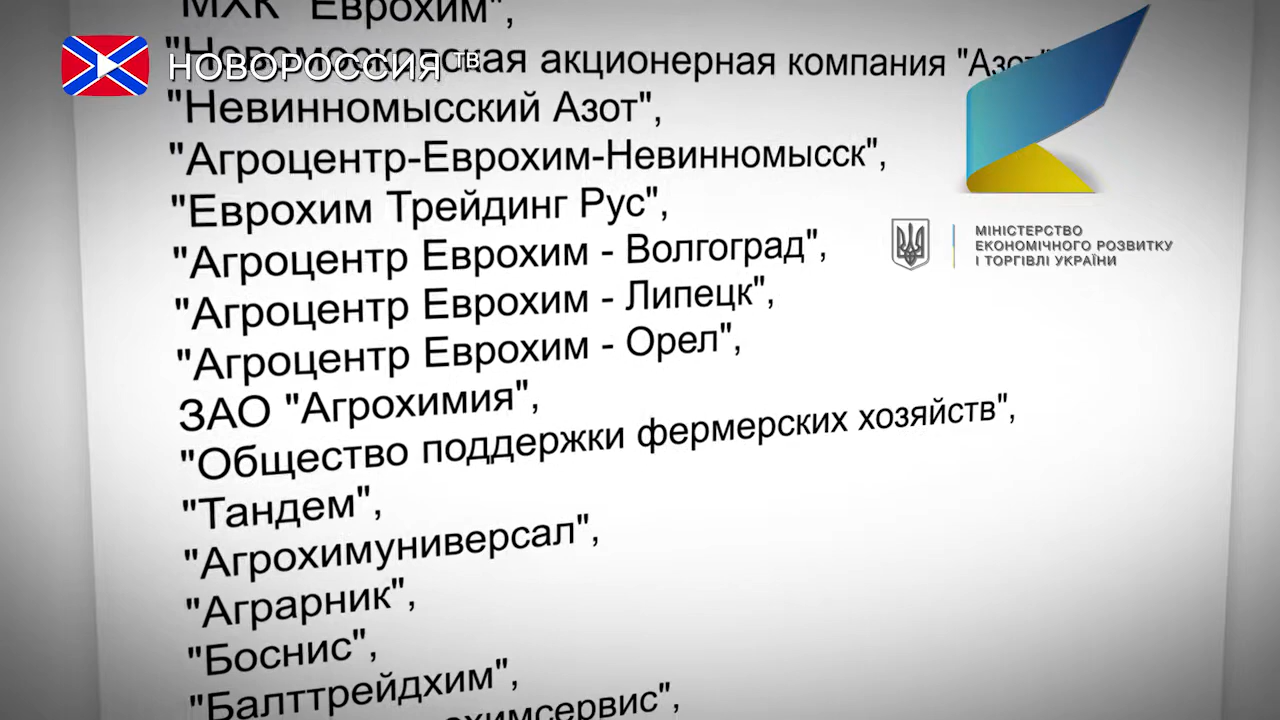 МХК "Еврохим",
НОВОРОССИЯ ТВ
"Новомосковская акционерная компания "Азот"
"Невинномысский Азот",
"Агроцентр-Еврохим-Невинномысск",
"Еврохим Трейдинг Рус",
"Агроцентр Еврохим - Волгоград",
"Агроцентр Еврохим - Липецк",
"Агроцентр Еврохим - Орел",
ЗАО "Агрохимия",
"Общество поддержки фермерских хозяйств",
"Тандем",
"Агрохимуниверсал",
"Аграрник",
"Боснис",
"Балттрейдхим",
МІНІСТЕРСТВО
ЕКОНОМІЧНОГО РОЗВИТКУ
І ТОРГІВЛІ УКРАЇНИ